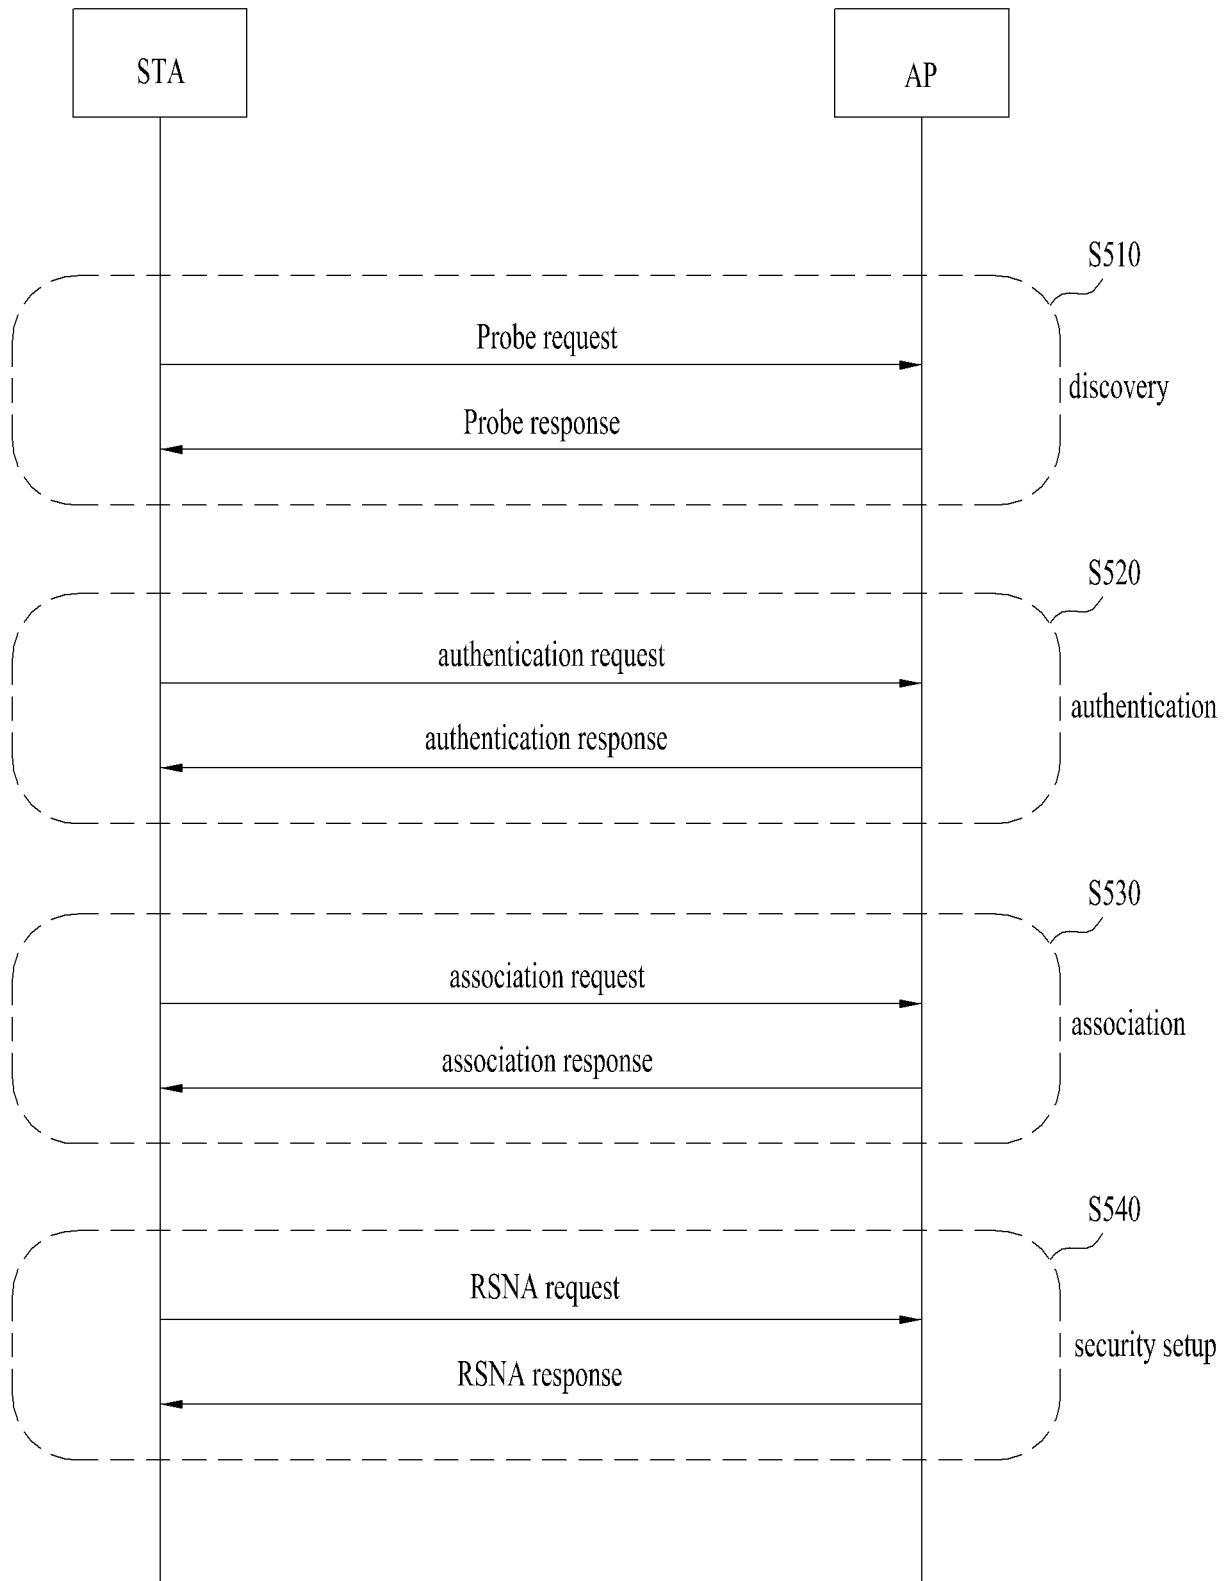 STA
AP
S510
Probe request
discovery
Probe response
S520
authentication request
authentication
authentication response
S530
association request
association
association response
S540
RSNA request
security setup
RSNA response